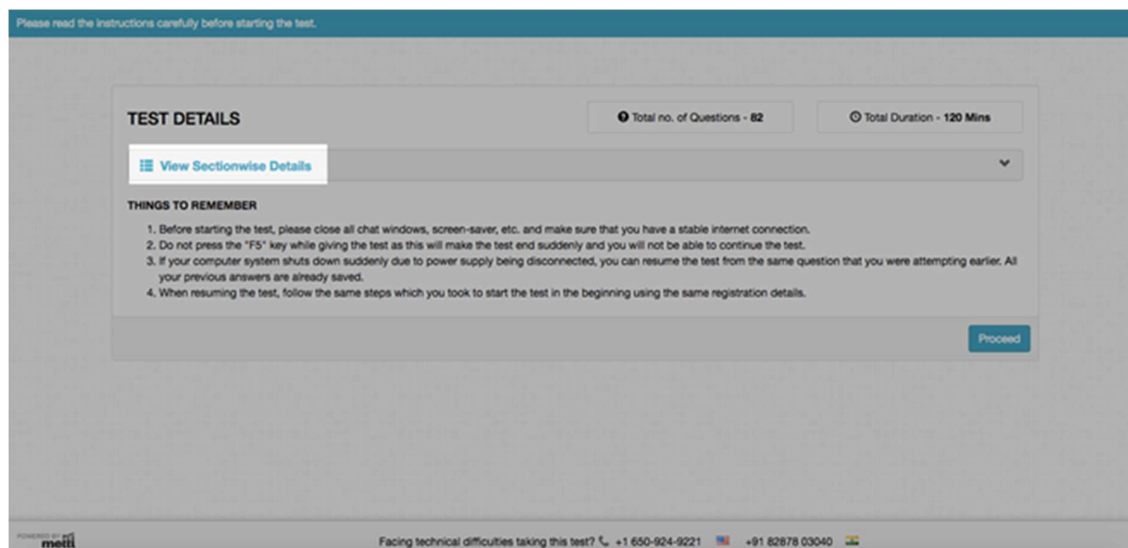 Please read the instructions carefully before starting the test.
TEST DETAILS
Total no. of Questions - 82
Total Duration - 120 Mins
View Sectionwise Details
THINGS TO REMEMBER
1. Before starting the test, please close all chat windows, screen-saver, etc. and make sure that you have a stable internet connection.
2. Do not press the "F5" key while giving the test as this will make the test end suddenly and you will not be able to continue the test.
3. If your computer system shuts down suddenly due to power supply being disconnected, you can resume the test from the same question that you were attempting earlier. All
your previous answers are already saved.
4. When resuming the test, follow the same steps which you took to start the test in the beginning using the same registration details.
Proceed
POWERED BY
mettl
Facing technical difficulties taking this test? +1 650-924-9221 +91 82878 03040